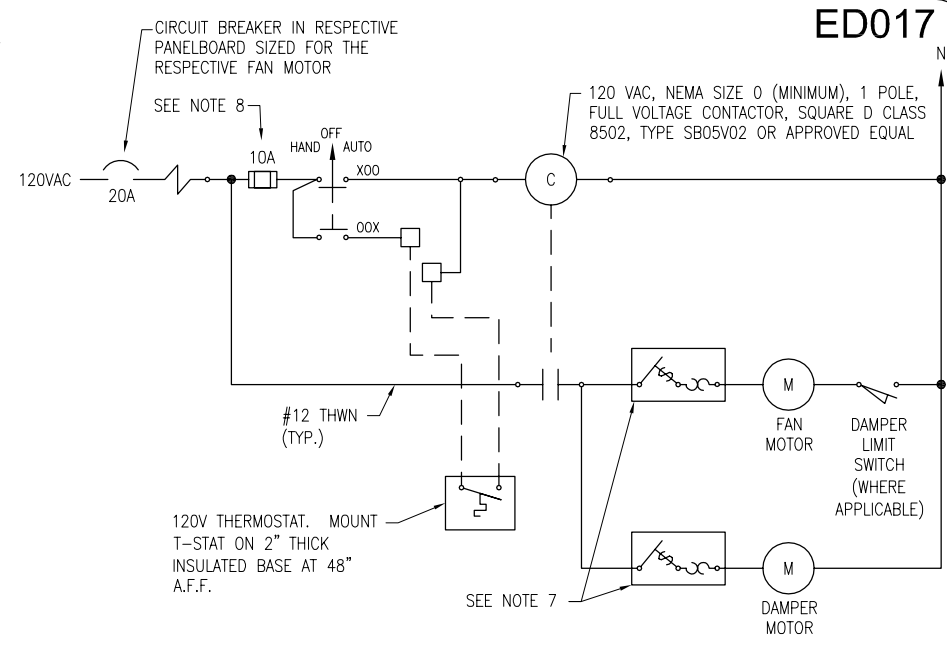 ED017
N
CIRCUIT BREAKER IN RESPECTIVE
PANELBOARD SIZED FOR THE
RESPECTIVE FAN MOTOR
SEE NOTE 8
120 VAC, NEMA SIZE 0 (MINIMUM), 1 POLE,
FULL VOLTAGE CONTACTOR, SQUARE D CLASS
8502, TYPE SB05V02 OR APPROVED EQUAL
OFF
HAND
AUTO
10A
XOO
120VAC
20A
C
OOX
#12 THWN
(TYP.)
M
FAN
MOTOR
DAMPER
LIMIT
SWITCH
(WHERE
APPLICABLE)
120V THERMOSTAT. MOUNT
T-STAT ON 2" THICK
INSULATED BASE AT 48"
A.F.F.
SEE NOTE 7
M
DAMPER
MOTOR